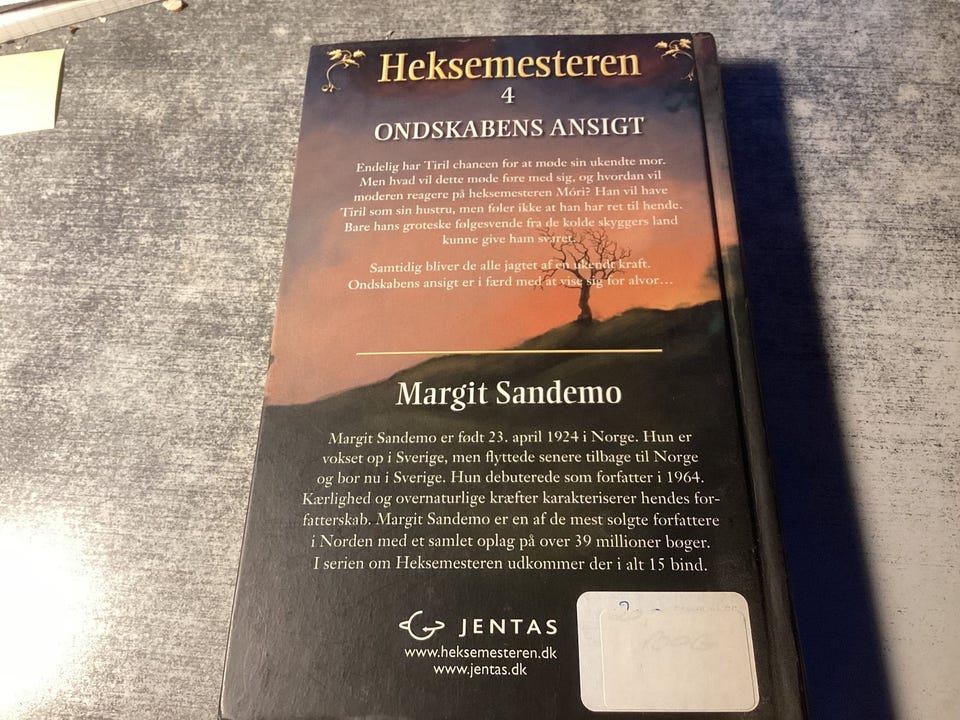 Heksemesteren
4
ONDSKABENS ANSIGT
Endelig har Tiril chancen for at møde sin ukendte mor.
Men hvad vil dette møde føre med sig, og hvordan vil
moderen reagere på heksemesteren Móri? Han vil have
Tiril som sin hustru, men føler ikke at han har ret til hende.
Bare hans groteske følgesvende fra de kolde skyggers land
kunne give ham svaret.
Samtidig bliver de alle jagtet af en ukendt kraft.
Ondskabens ansigt er i færd med at vise sig for alvor...
Margit Sandemo
Margit Sandemo er født 23. april 1924 i Norge. Hun er
vokset op i Sverige, men flyttede senere tilbage til Norge
og bor nu i Sverige. Hun debuterede som forfatter i 1964.
Kærlighed og overnaturlige kræfter karakteriserer hendes for-
fatterskab. Margit Sandemo er en af de mest solgte forfattere
i Norden med et samlet oplag på over 39 millioner bøger.
I serien om Heksemesteren udkommer der i alt 15 bind.
JENTAS
www.heksemesteren.dk
www.jentas.dk